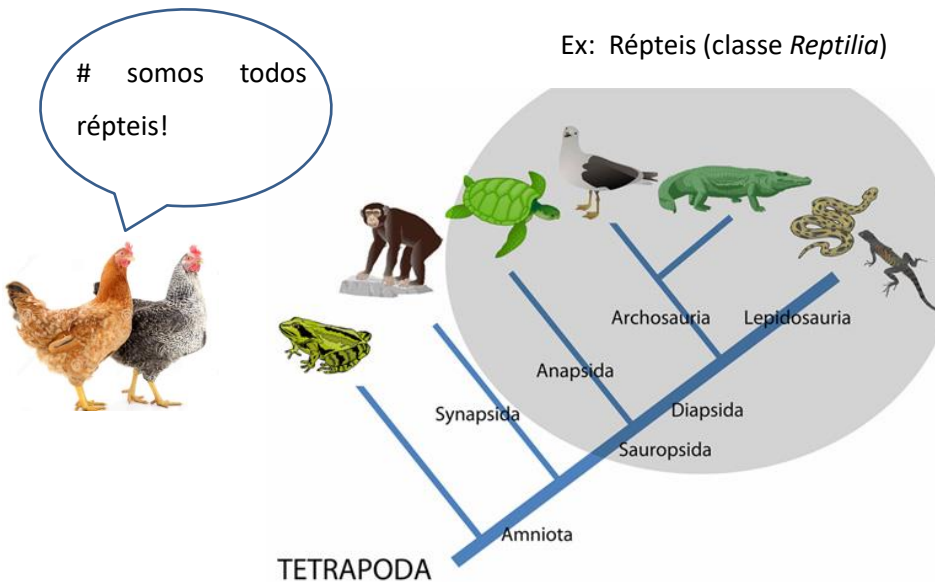 # somos todos
répteis!
Ex: Répteis (classe Reptilia)
Archosauria
Lepidosauria
Anapsida
Synapsida
Diapsida
Sauropsida
Amniota
TETRAPODA